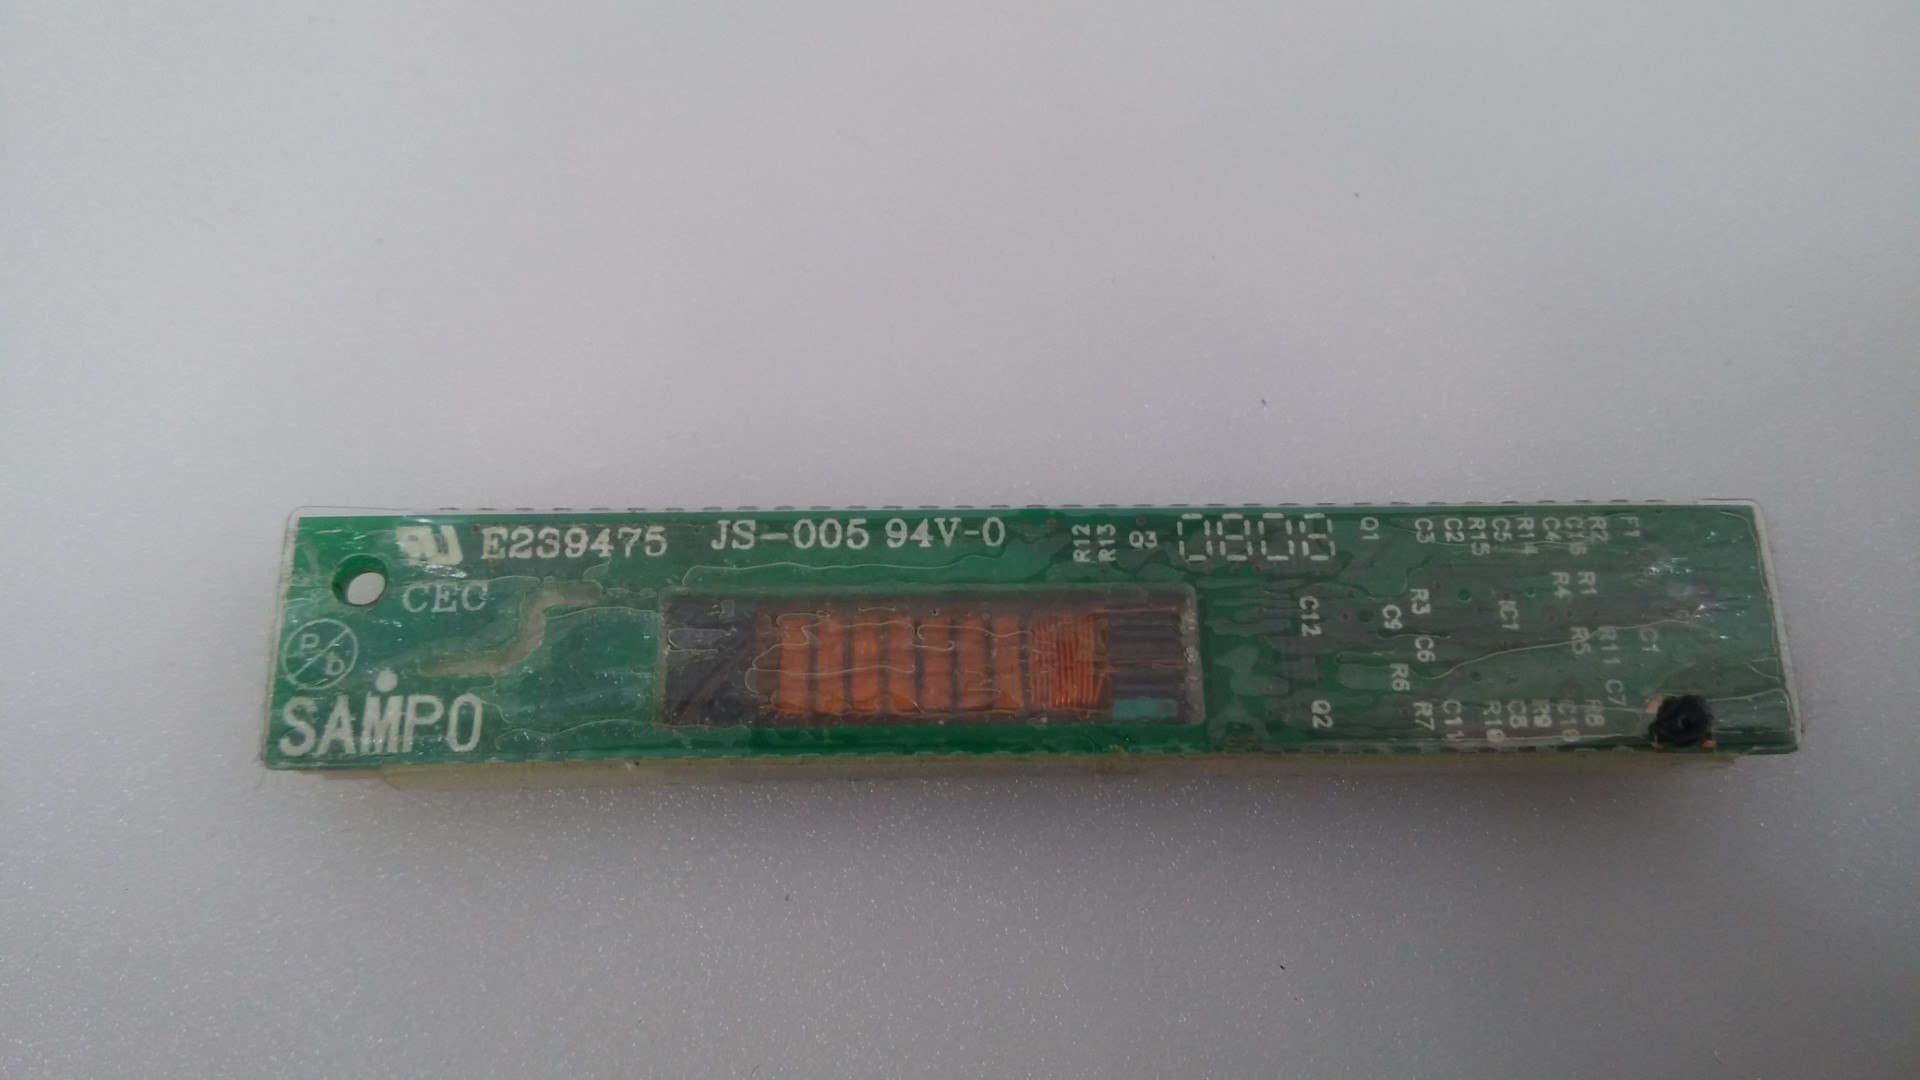 E239475 JS-005 94V-0
CEC
Pb
SAMPO
R12
R13
Q3
8888
Q1
C3
C2
R15
C5
R14
C4
R2
F1
R4
R1
C12
C9
R3
C6
R6
IC1
R5
R11
C1
C7
Q2
R7
C11
R10
C8
R9
C10
R8